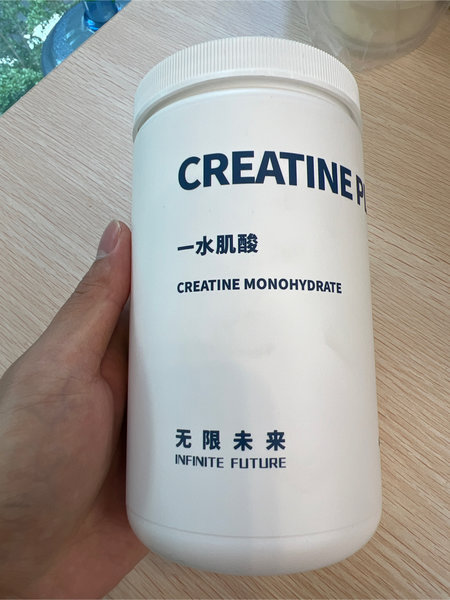 CREATINE
一水肌酸
CREATINE MONOHYDRATE
无限未来
INFINITE FUTURE